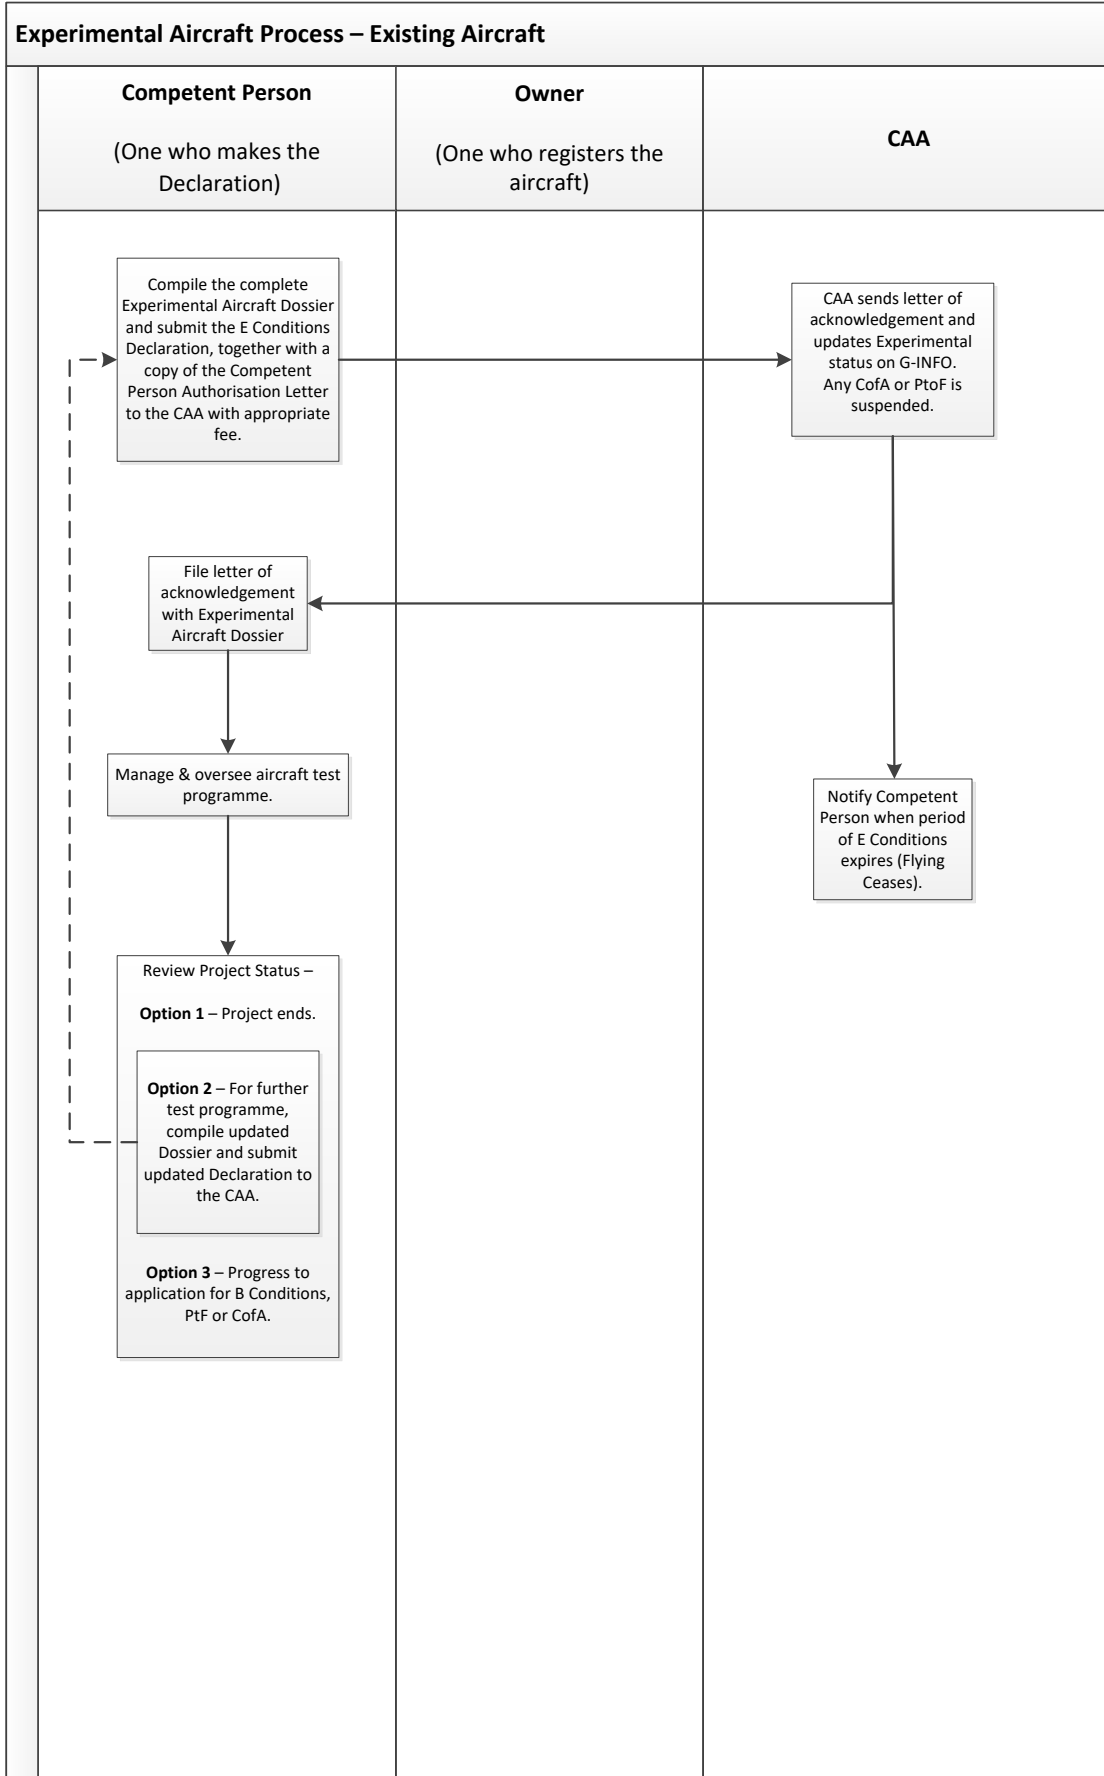 Experimental Aircraft Process – Existing Aircraft
Competent Person
(One who makes the
Declaration)
Owner
(One who registers the
aircraft)
CAA
Compile the complete
Experimental Aircraft Dossier
and submit the E Conditions
Declaration, together with a
copy of the Competent
Person Authorisation Letter
to the CAA with appropriate
fee.
CAA sends letter of
acknowledgement and
updates Experimental
status on G-INFO.
Any CofA or PtoF is
suspended.
File letter of
acknowledgement
with Experimental
Aircraft Dossier
Manage & oversee aircraft test
programme.
Notify Competent
Person when period
of E Conditions
expires (Flying
Ceases).
Review Project Status –
Option 1 – Project ends.
Option 2 – For further
test programme,
compile updated
Dossier and submit
updated Declaration to
the CAA.
Option 3 – Progress to
application for B Conditions,
PtF or CofA.